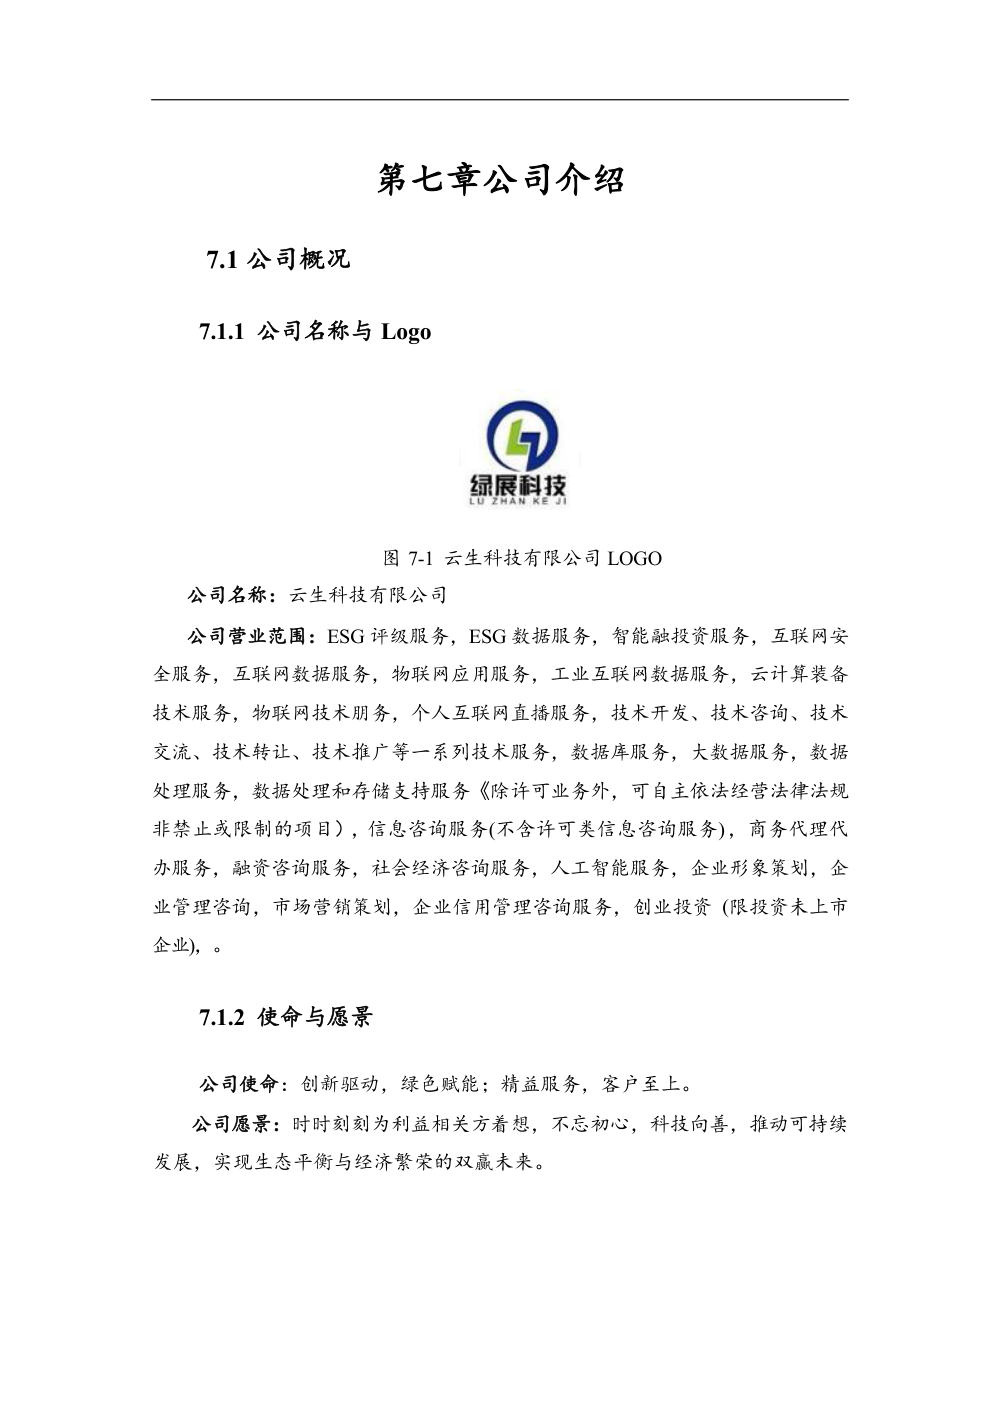 第七章公司介绍
7.1 公司概况
7.1.1 公司名称与 Logo
绿展科技
LU ZHAN KE JI
图 7-1 云生科技有限公司 LOGO
公司名称：云生科技有限公司
公司营业范围：ESG 评级服务，ESG 数据服务，智能融投资服务，互联网安
全服务，互联网数据服务，物联网应用服务，工业互联网数据服务，云计算装备
技术服务，物联网技术朋务，个人互联网直播服务，技术开发、技术咨询、技术
交流、技术转让、技术推广等一系列技术服务，数据库服务，大数据服务，数据
处理服务，数据处理和存储支持服务《除许可业务外，可自主依法经营法律法规
非禁止或限制的项目），信息咨询服务(不含许可类信息咨询服务)，商务代理代
办服务，融资咨询服务，社会经济咨询服务，人工智能服务，企业形象策划，企
业管理咨询，市场营销策划，企业信用管理咨询服务，创业投资 (限投资未上市
企业)，。
7.1.2 使命与愿景
公司使命：创新驱动，绿色赋能；精益服务，客户至上。
公司愿景：时时刻刻为利益相关方着想，不忘初心，科技向善，推动可持续
发展，实现生态平衡与经济繁荣的双赢未来。